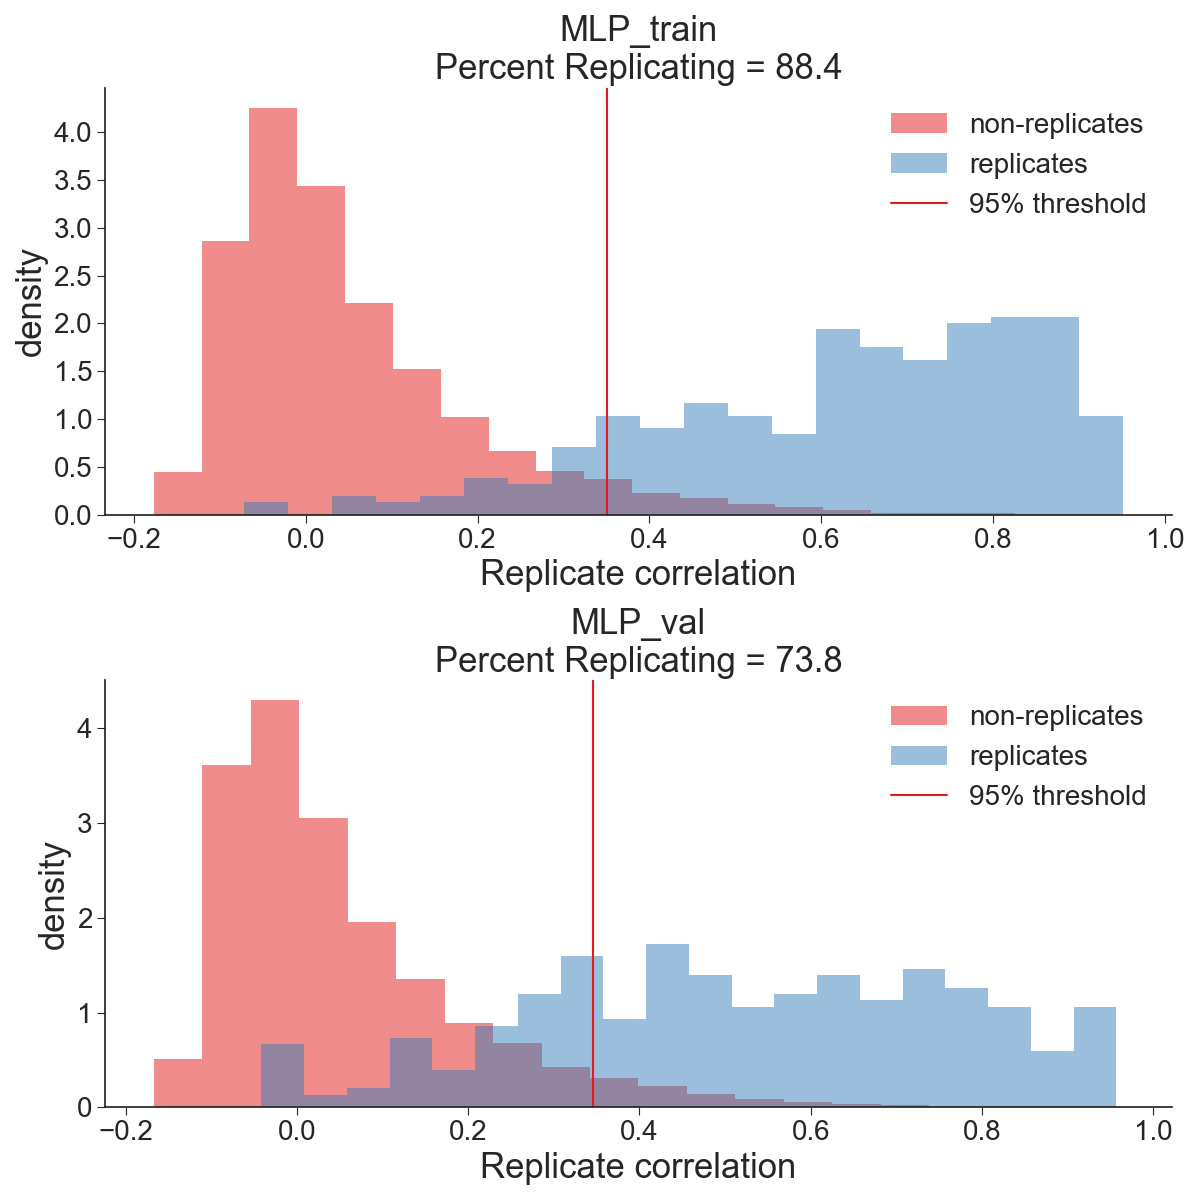 MLP_train
Percent Replicating = 88.4
non-replicates
replicates
95% threshold
density
4.0
3.5
3.0
2.5
2.0
1.5
1.0
0.5
0.0
−0.2 0.0 0.2 0.4 0.6 0.8 1.0
Replicate correlation
MLP_val
Percent Replicating = 73.8
non-replicates
replicates
95% threshold
density
4
3
2
1
0
−0.2 0.0 0.2 0.4 0.6 0.8 1.0
Replicate correlation